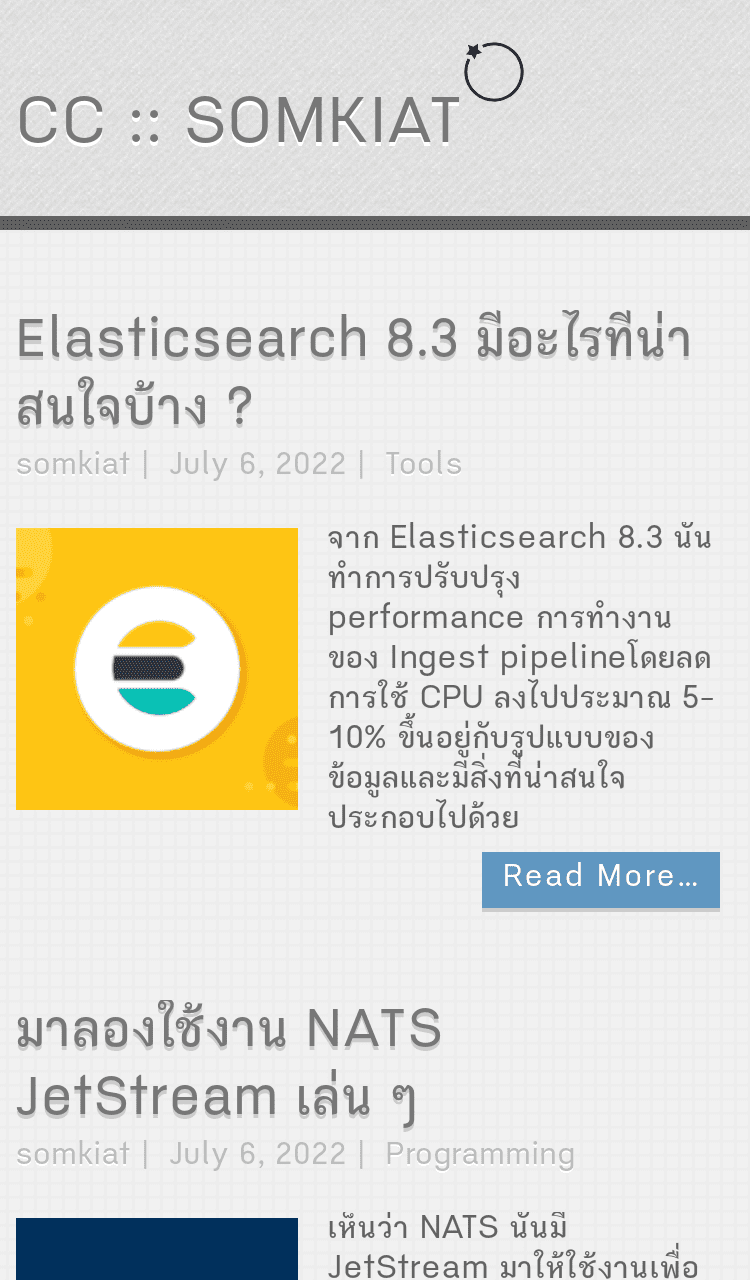 CC :: SOMKIAT
Elasticsearch 8.3 มีอะไรที่น่า
สนใจบ้าง ?
somkiat | July 6, 2022 | Tools
จาก Elasticsearch 8.3 นั้น
ทำการปรับปรุง
performance การทำงาน
ของ Ingest pipelineโดยลด
การใช้ CPU ลงไปประมาณ 5-
10% ขึ้นอยู่กับรูปแบบของ
ข้อมูลและมีสิ่งที่น่าสนใจ
ประกอบไปด้วย
Read More…
มาลองใช้งาน NATS
JetStream เล่น ๆ
somkiat | July 6, 2022 | Programming
เห็นว่า NATS นั้นมี
JetStream มาให้ใช้งานเพื่อ